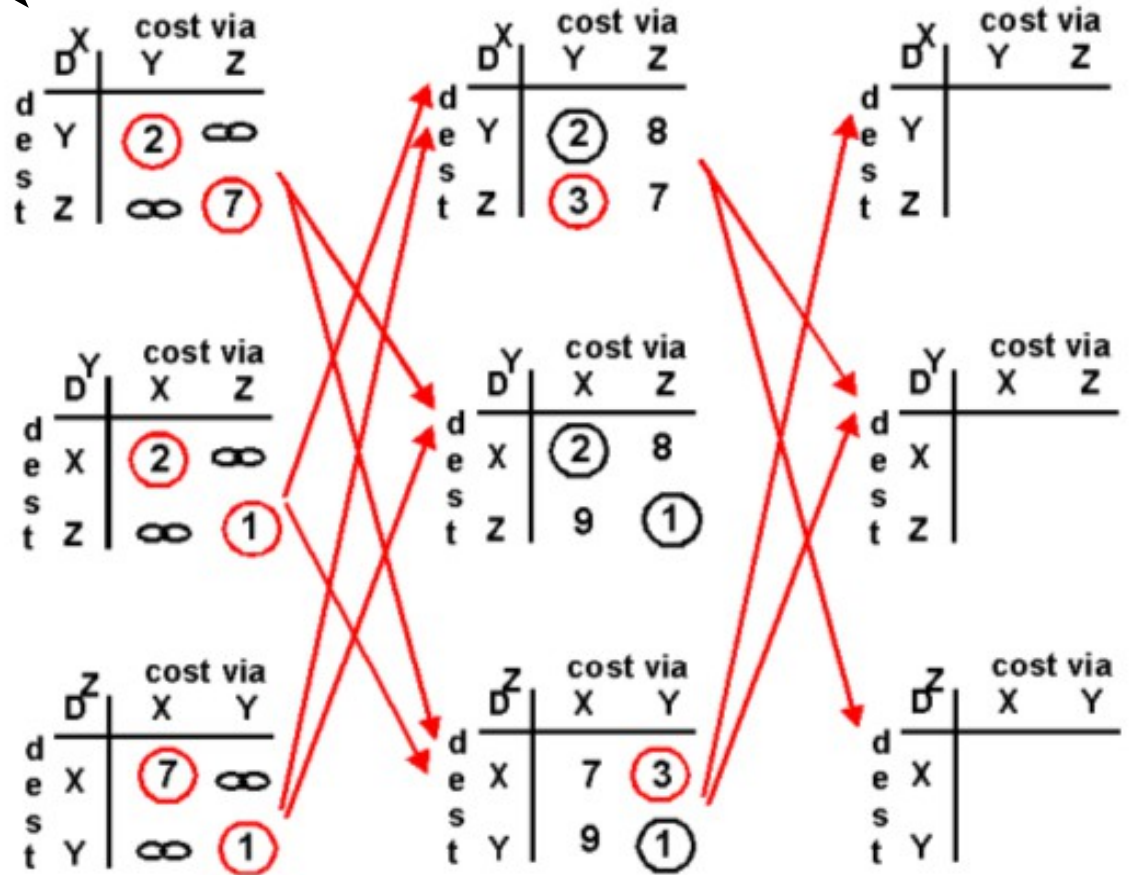 X cost via X cost via X cost via
D Y Z D Y Z D Y Z
dest Y 2 ∞ dest Y 2 8 dest Y
Z ∞ 7 Z 3 7 Z
Y cost via Y cost via Y cost via
D X Z D X Z D X Z
dest X 2 ∞ dest X 2 8 dest X
Z ∞ 1 Z 9 1 Z
Z cost via Z cost via Z cost via
D X Y D X Y D X Y
dest X 7 ∞ dest X 7 3 dest X
Y ∞ 1 Y 9 1 Y